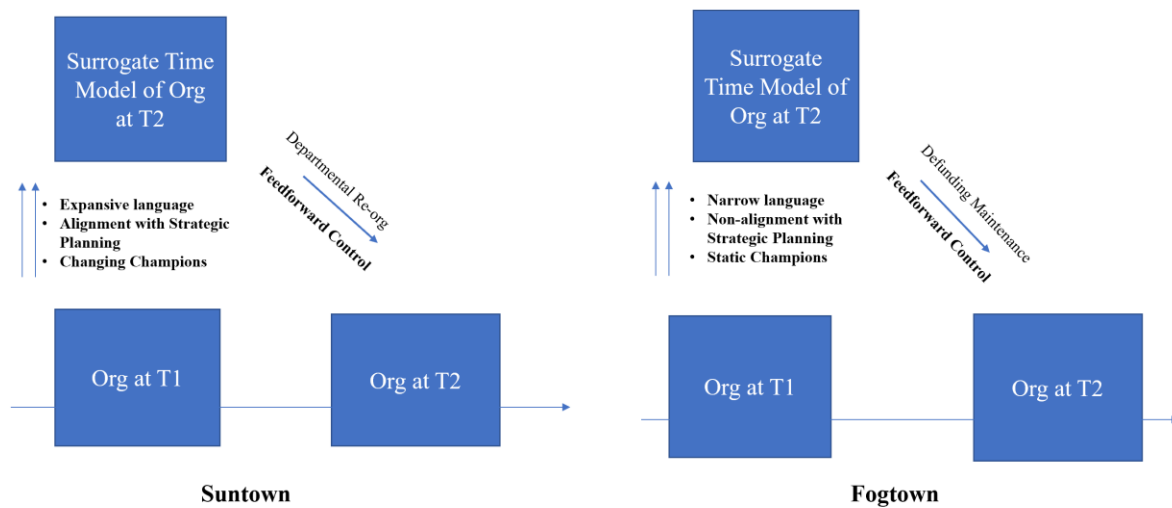 Surrogate Time
Model of Org
at T2
Departmental Re-org
Feedforward Control
• Expansive language
• Alignment with Strategic
Planning
• Changing Champions
Org at T1
Org at T2
Suntown
Surrogate
Time Model of
Org at T2
Defunding Maintenance
Feedforward Control
• Narrow language
• Non-alignment with
Strategic Planning
• Static Champions
Org at T1
Org at T2
Fogtown